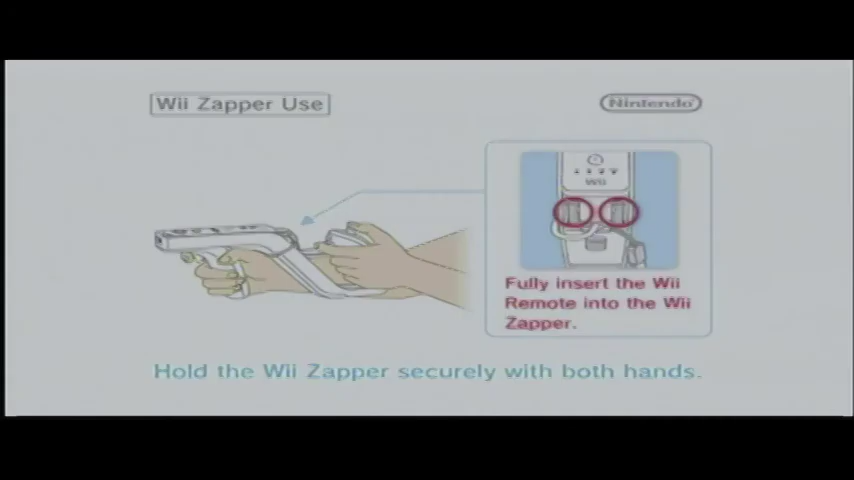 Wii Zapper Use
Nintendo
Wii
Fully insert the Wii
Remote into the Wii
Zapper.
Hold the Wii Zapper securely with both hands.